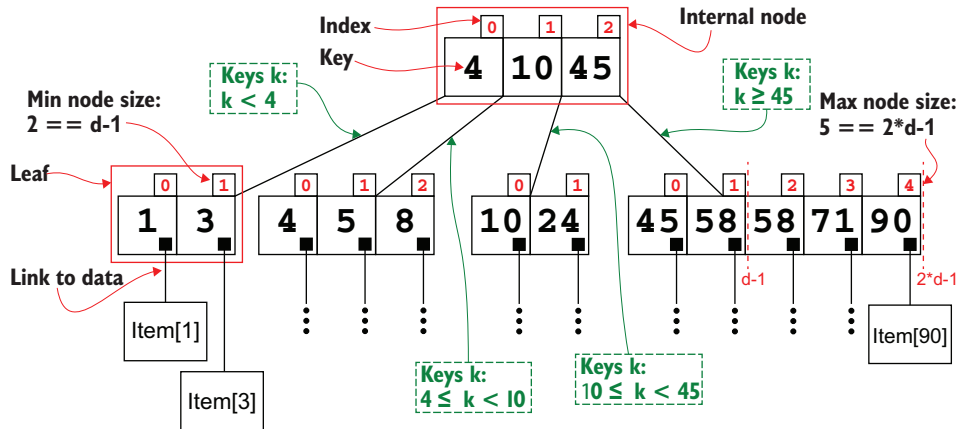 Index
0 1 2
Internal node
Key
4 10 45
Keys k:
k < 4
Keys k:
k ≥ 45
Min node size:
2 == d-1
Max node size:
5 == 2*d-1
Leaf
0 1
1 3
0 1 2
4 5 8
0 1
10 24
0 1 2 3 4
45 58 58 71 90
Link to data
d-1
2*d-1
Item[1]
Item[3]
Item[90]
Keys k:
4 ≤ k < 10
Keys k:
10 ≤ k < 45